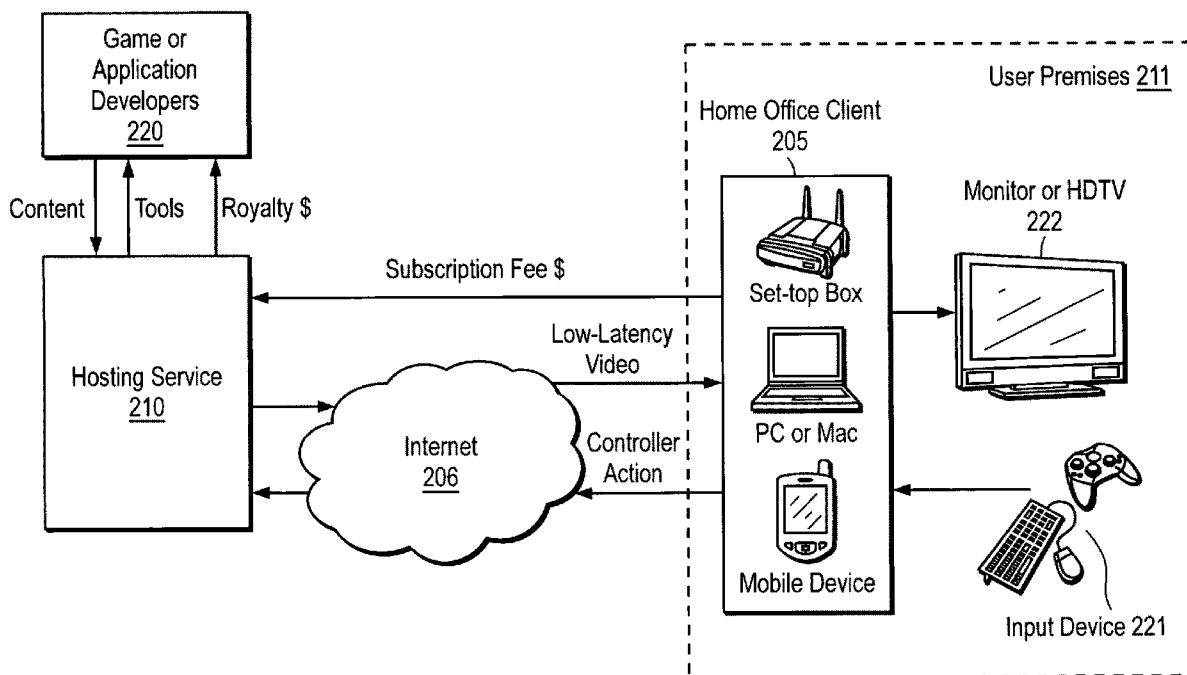 Game or
Application
Developers
220
Content
Tools
Royalty $
Hosting Service
210
Subscription Fee $
Low-Latency
Video
Internet
206
Controller
Action
User Premises 211
Home Office Client
205
Set-top Box
PC or Mac
Mobile Device
Monitor or HDTV
222
Input Device 221